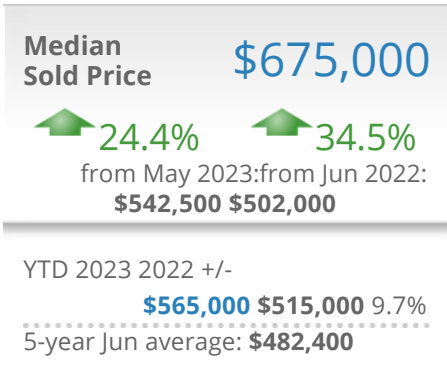 Median
Sold Price
$675,000
24.4% 34.5%
from May 2023:from Jun 2022:
$542,500 $502,000
YTD 2023 2022 +/-
$565,000 $515,000 9.7%
5-year Jun average: $482,400